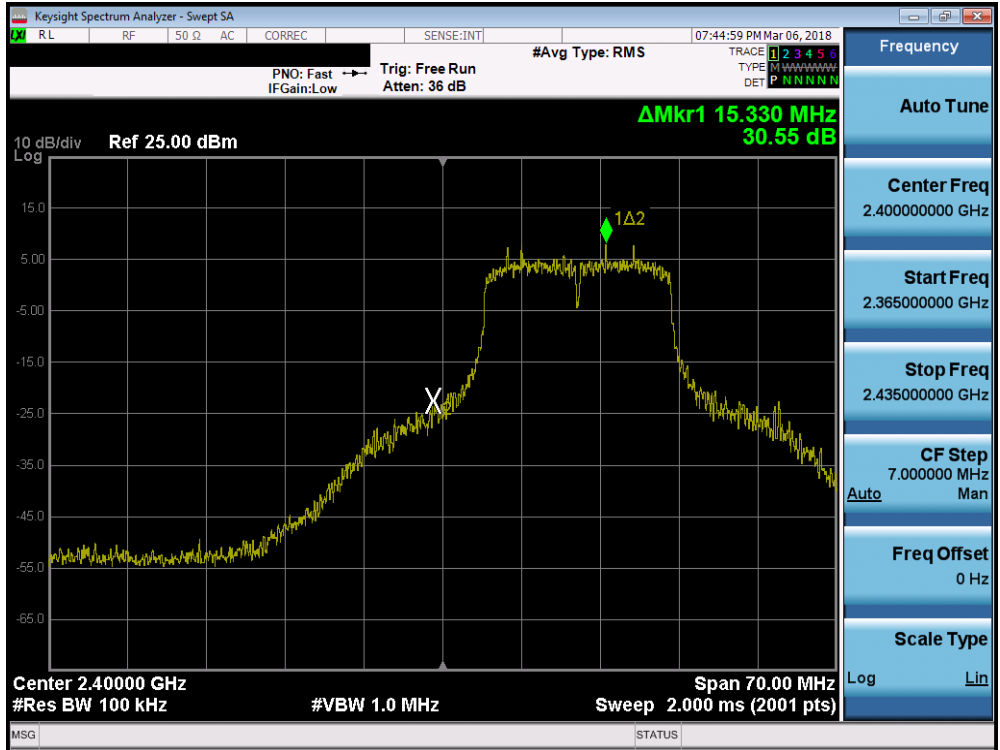 Keysight Spectrum Analyzer - Swept SA
LXI RL RF 50 Ω AC CORREC SENSE:INT 07:44:59 PM Mar 06, 2018
PNO: Fast
IFGain:Low
Trig: Free Run
Atten: 36 dB
#Avg Type: RMS
TRACE 1 2 3 4 5 6
TYPE M W W W W W
DET P N N N N N
ΔMkr1 15.330 MHz
30.55 dB
10 dB/div Ref 25.00 dBm
Log
15.0
5.00
-5.00
-15.0
-25.0
-35.0
-45.0
-55.0
-65.0
1Δ2
X
Center 2.40000 GHz Span 70.00 MHz
#Res BW 100 kHz #VBW 1.0 MHz Sweep 2.000 ms (2001 pts)
MSG STATUS
Frequency
Auto Tune
Center Freq
2.400000000 GHz
Start Freq
2.365000000 GHz
Stop Freq
2.435000000 GHz
CF Step
7.000000 MHz
Auto Man
Freq Offset
0 Hz
Scale Type
Log Lin